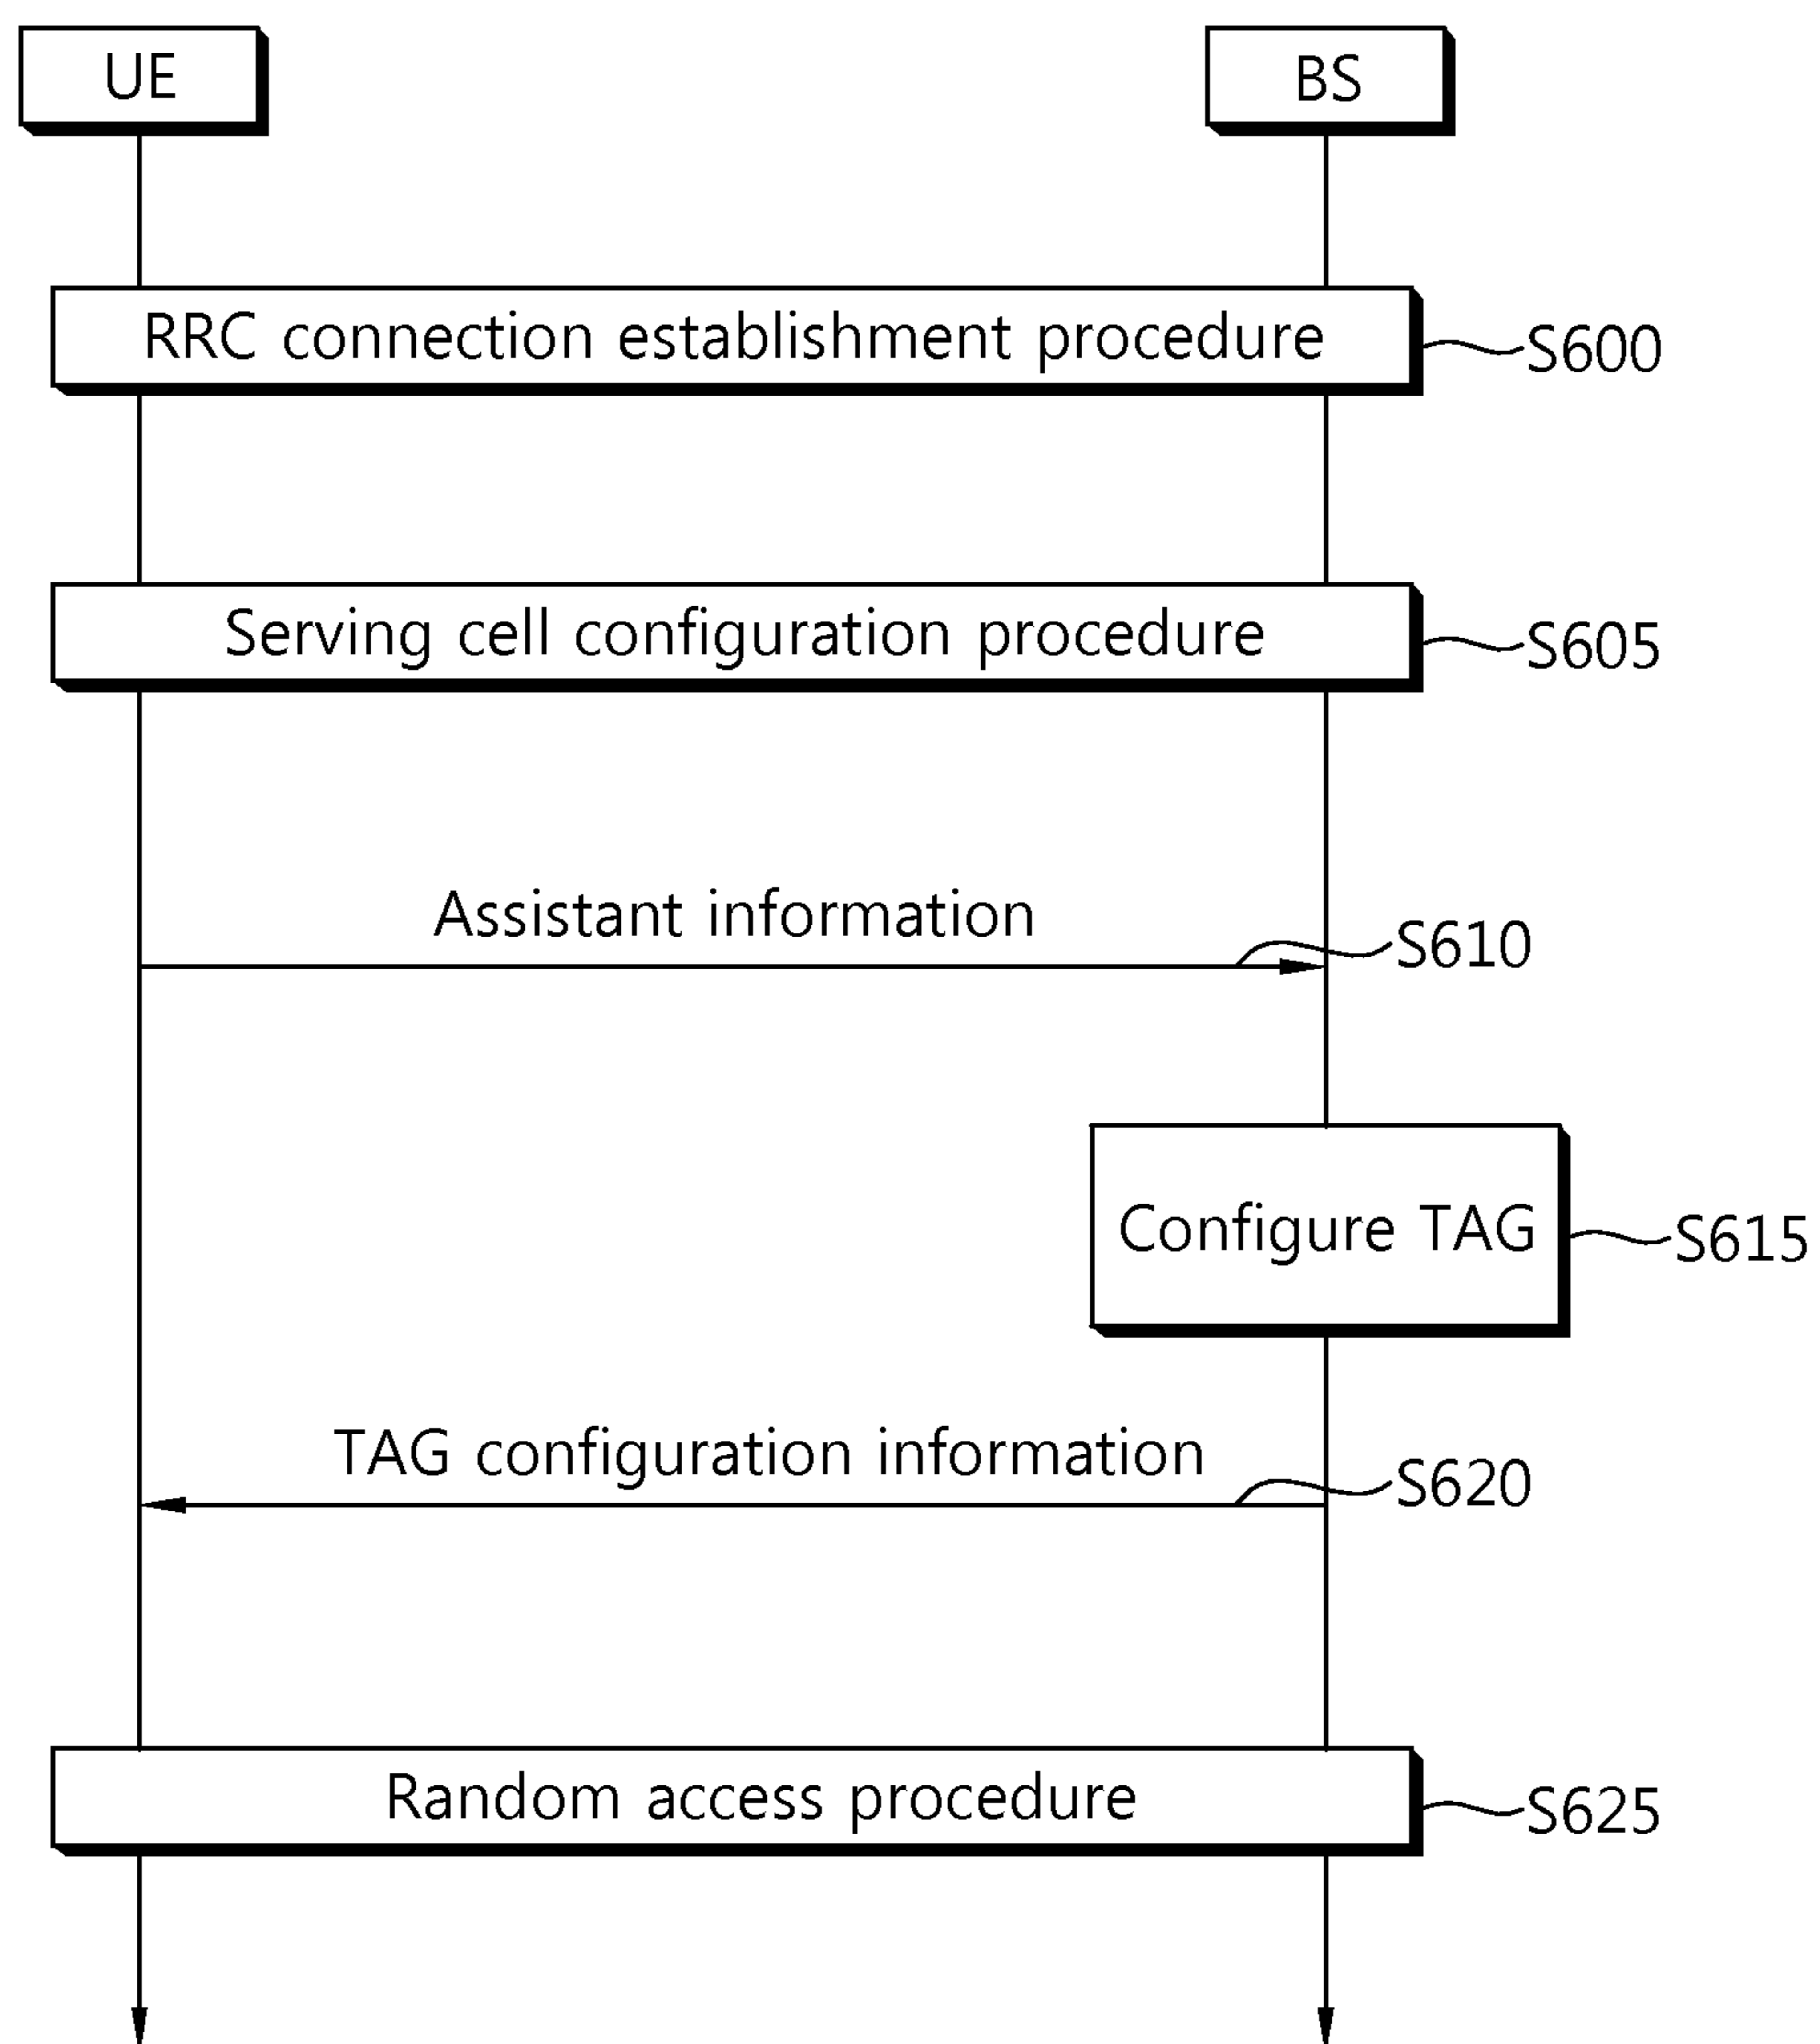 UE
BS
RRC connection establishment procedure
S600
Serving cell configuration procedure
S605
Assistant information
S610
Configure TAG
S615
TAG configuration information
S620
Random access procedure
S625